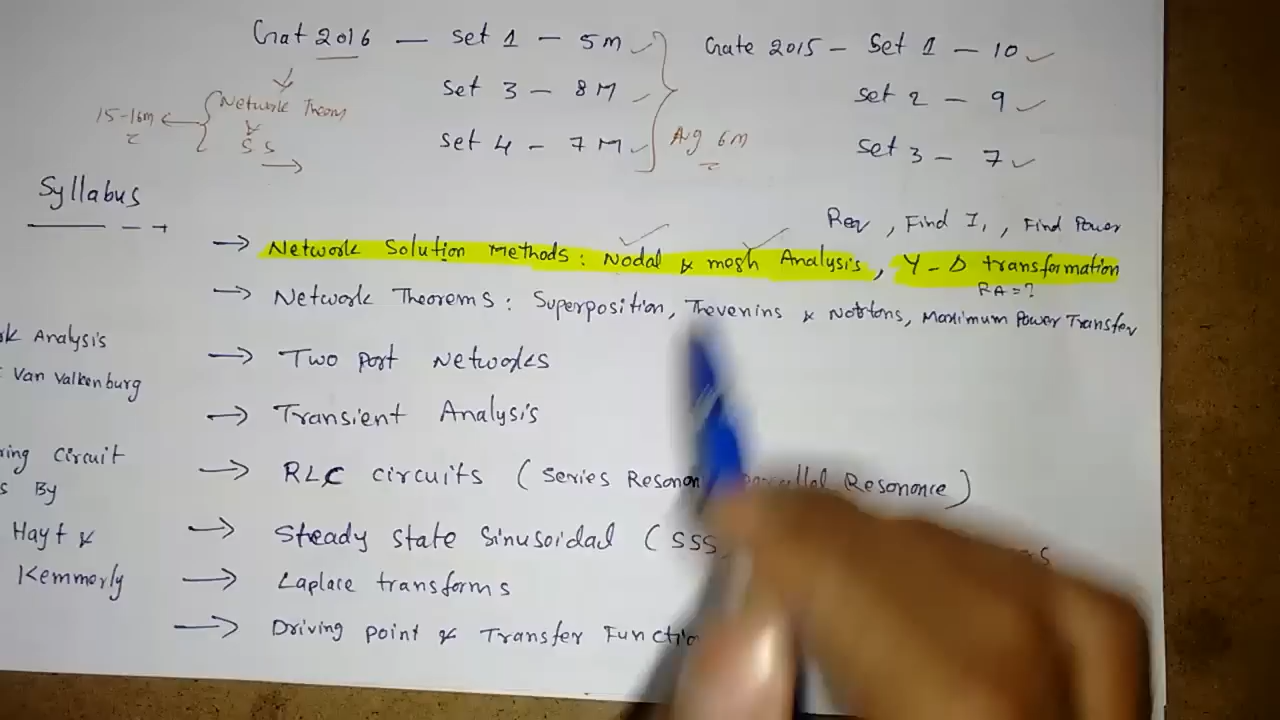 Gat 2016 — Set 1 — 5m
Set 3 — 8M
Set 4 — 7M
Avg 6m
Network Theory
SS
15-16m
Gate 2015 — Set 1 — 10
Set 2 — 9
Set 3 — 7
Syllabus
Req , Find I, , Find Power
→ Network Solution Methods : Nodal & mesh Analysis , Y-Δ transformation
RA = ?
→ Network Theorems : Superposition, Thevenins & Nortons, Maximum Power Transfer
→ Two port Networks
→ Transient Analysis
→ RLC circuits ( Series Resonan parallel Resonance )
→ Steady state Sinusoidal ( SSS
→ Laplace transforms
→ Driving point & Transfer Functio
rk Analysis
: Van Valkenburg
ring Circuit
s By
Hayt &
Kemmerly